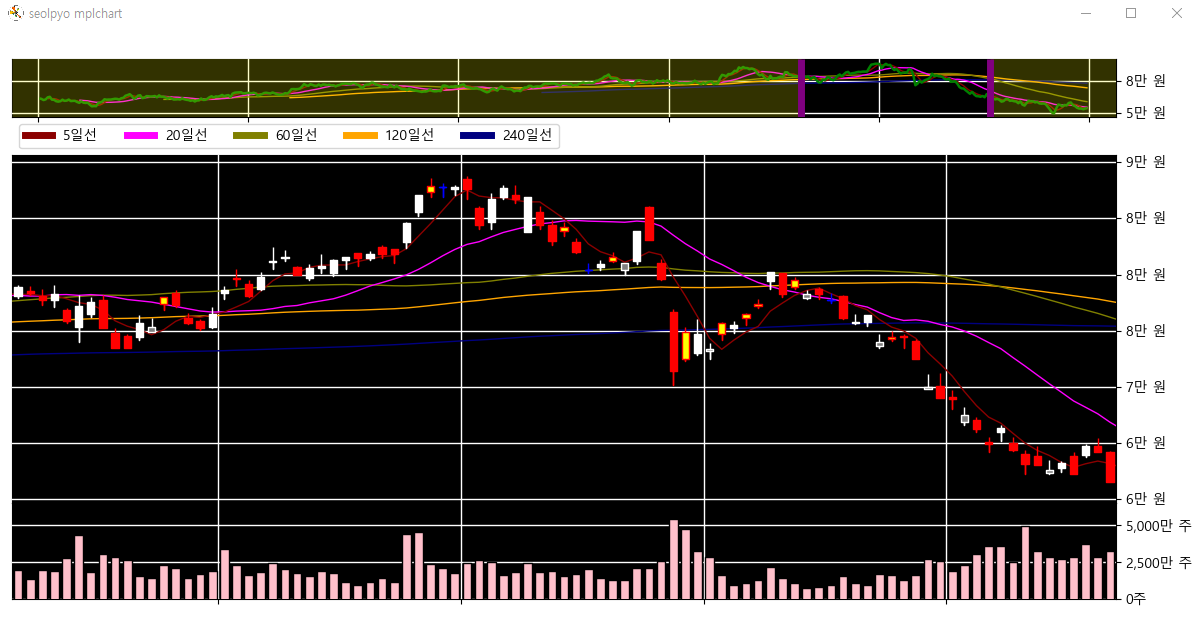 seolpyo mplchart
8만 원
5만 원
5일선 20일선 60일선 120일선 240일선
9만 원
8만 원
8만 원
8만 원
7만 원
6만 원
6만 원
5,000만 주
2,500만 주
0주